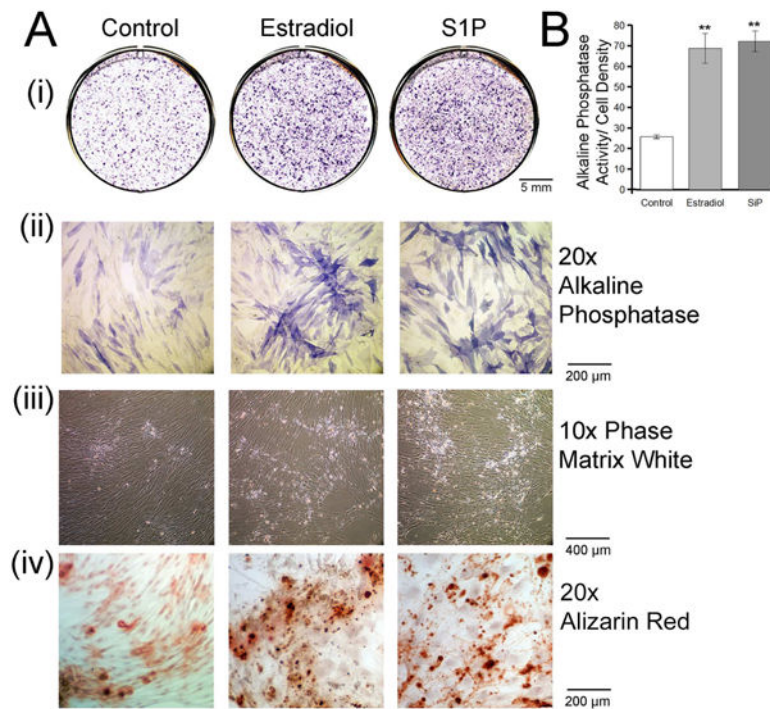 A
Control
Estradiol
S1P
(i)
5 mm
(ii)
20x
Alkaline
Phosphatase
200 µm
(iii)
10x Phase
Matrix White
400 µm
(iv)
20x
Alizarin Red
200 µm
B
Alkaline Phosphatase
Activity/ Cell Density
80
70
60
50
40
30
20
10
0
**
**
Control
Estradiol
SiP